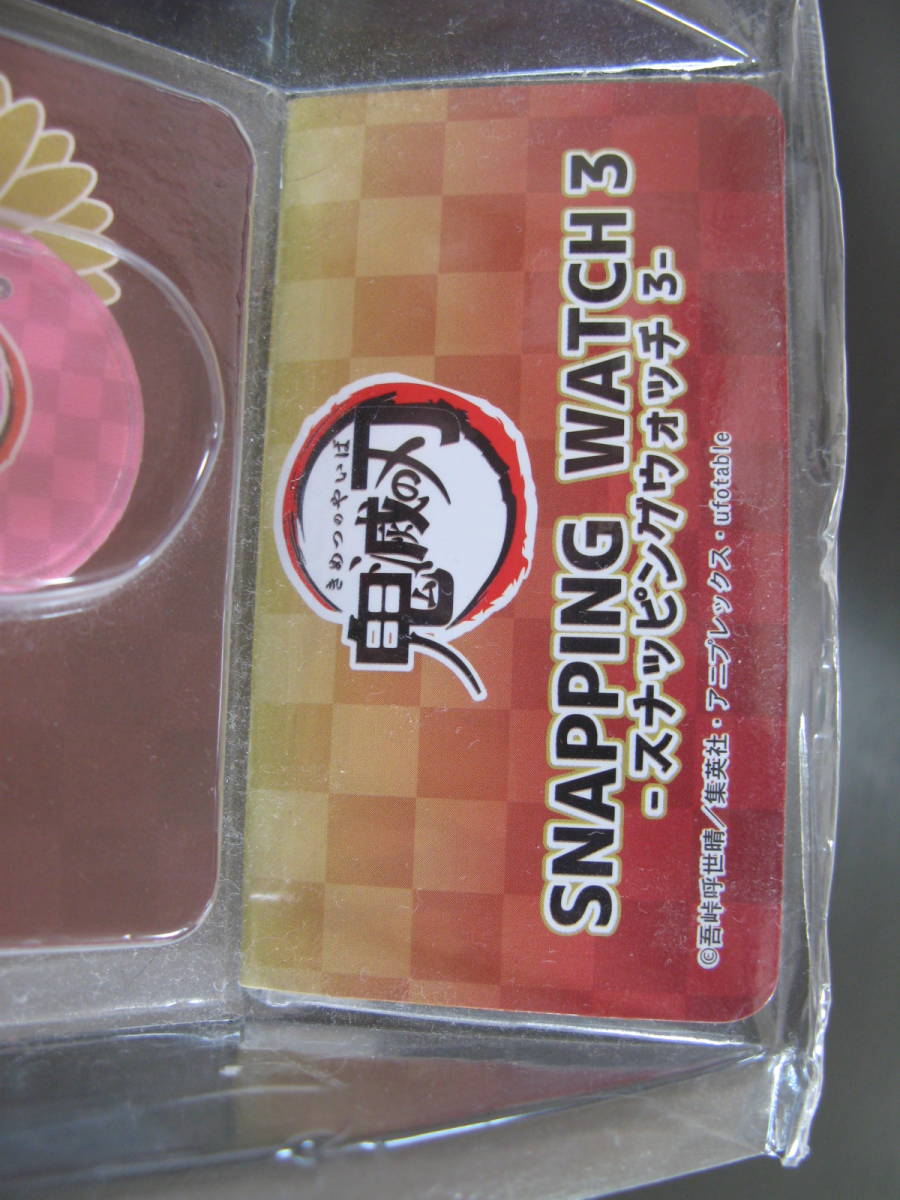 きめつのやいば
鬼滅の刃
SNAPPING WATCH 3
-スナッピングウォッチ 3-
©吾峠呼世晴／集英社・アニプレックス・ufotable